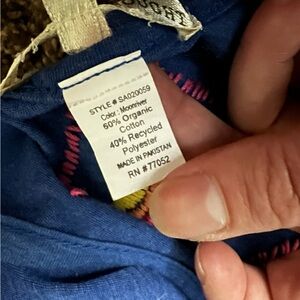 STYLE # SA020059
Color: Moonriver
60% Organic
Cotton
40% Recycled
Polyester
MADE IN PAKISTAN
RN #77052